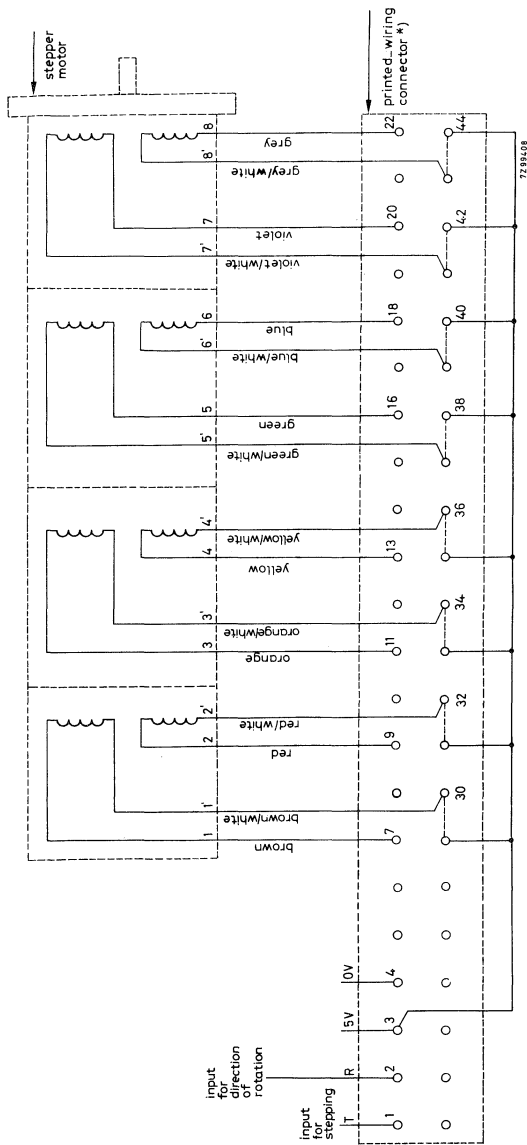 stepper
motor
printed-wiring
connector *)
8 grey
8' grey/white
7 violet
7' violet/white
6 blue
6' blue/white
5 green
5' green/white
4' yellow/white
4 yellow
3' orange/white
3 orange
2' red/white
2 red
1' brown/white
1 brown
22
20
18
16
13
11
9
7
4
3
2
1
44
42
40
38
36
34
32
30
0V
5V
R
T
input
for
direction
of
rotation
input
for
stepping
7Z99408